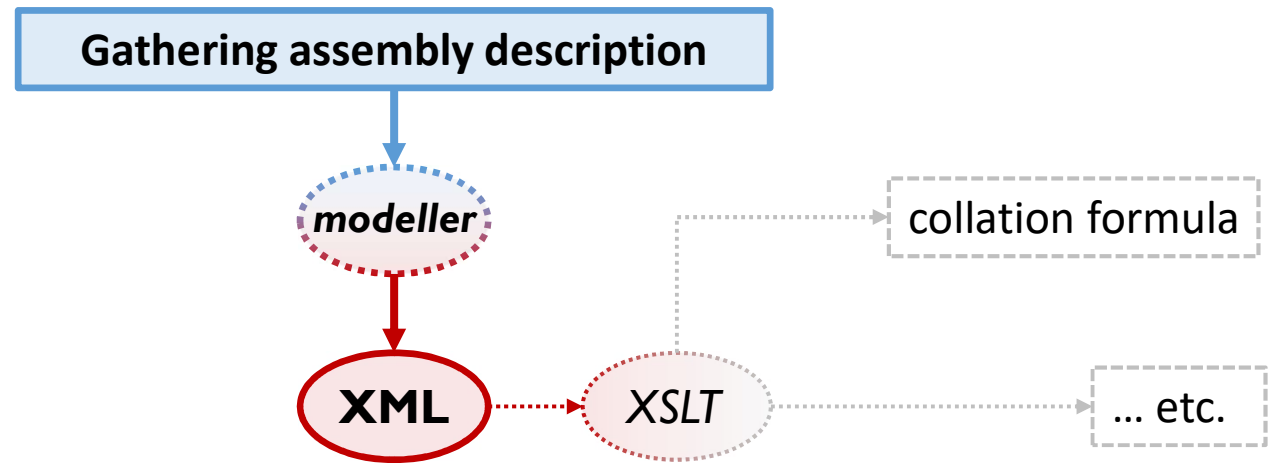 Gathering assembly description
modeller
collation formula
XML
XSLT
... etc.